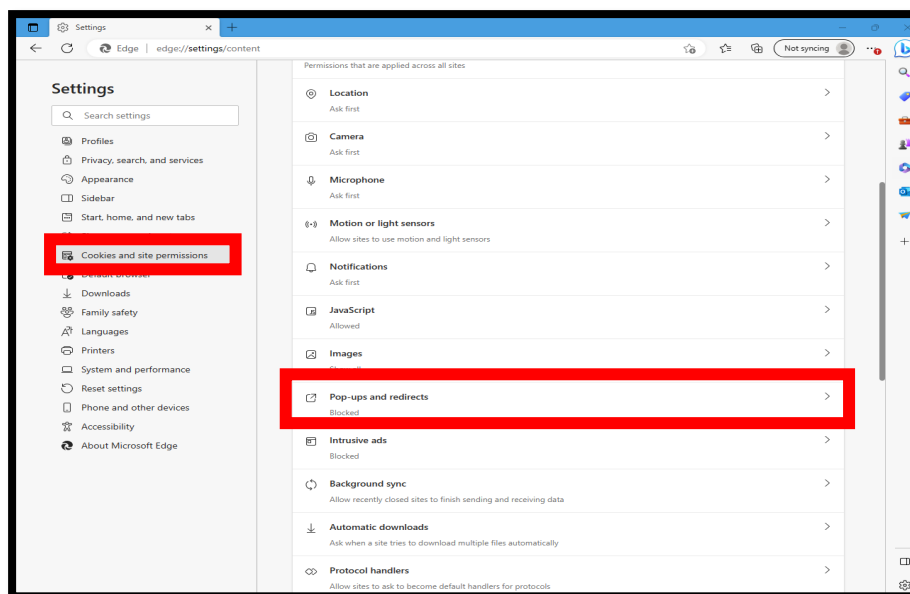 Settings
Edge | edge://settings/content
Not syncing
Settings
Search settings
Profiles
Privacy, search, and services
Appearance
Sidebar
Start, home, and new tabs
Cookies and site permissions
Default browser
Downloads
Family safety
Languages
Printers
System and performance
Reset settings
Phone and other devices
Accessibility
About Microsoft Edge
Permissions that are applied across all sites
Location
Ask first
Camera
Ask first
Microphone
Ask first
Motion or light sensors
Allow sites to use motion and light sensors
Notifications
Ask first
JavaScript
Allowed
Images
Pop-ups and redirects
Blocked
Intrusive ads
Blocked
Background sync
Allow recently closed sites to finish sending and receiving data
Automatic downloads
Ask when a site tries to download multiple files automatically
Protocol handlers
Allow sites to ask to become default handlers for protocols